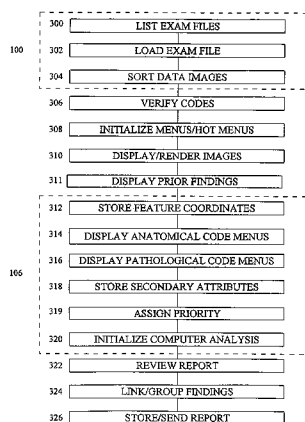 300 LIST EXAM FILES
100
302 LOAD EXAM FILE
304 SORT DATA IMAGES
306 VERIFY CODES
308 INITIALIZE MENUS/HOT MENUS
310 DISPLAY/RENDER IMAGES
311 DISPLAY PRIOR FINDINGS
312 STORE FEATURE COORDINATES
314 DISPLAY ANATOMICAL CODE MENUS
316 DISPLAY PATHOLOGICAL CODE MENUS
106
318 STORE SECONDARY ATTRIBUTES
319 ASSIGN PRIORITY
320 INITIALIZE COMPUTER ANALYSIS
322 REVIEW REPORT
324 LINK/GROUP FINDINGS
326 STORE/SEND REPORT